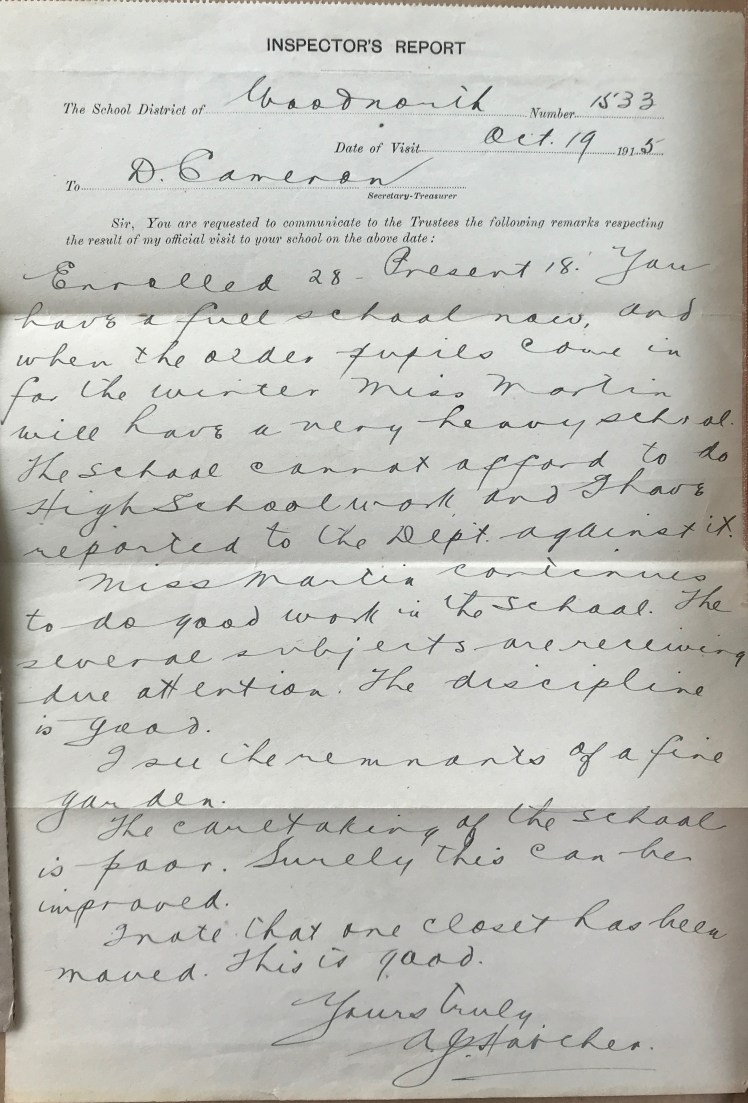 INSPECTOR'S REPORT
The School District of Woodnorth Number 1533
Date of Visit Oct. 19 1915
To D. Cameron
Secretary-Treasurer
Sir, You are requested to communicate to the Trustees the following remarks respecting
the result of my official visit to your school on the above date:
Enrolled 28 - Present 18. You
have a full school now, and
when the older pupils come in
for the winter Miss Martin
will have a very heavy school.
The school cannot afford to do
High School work and I have
reported to the Dept. against it.
Miss Martin continues
to do good work in the school. The
several subjects are receiving
due attention. The discipline
is good.
I see the remnants of a fine
garden.
The caretaking of the school
is poor. Surely this can be
improved.
I note that one closet has been
moved. This is good.
Yours truly
A. J. Hatcher.